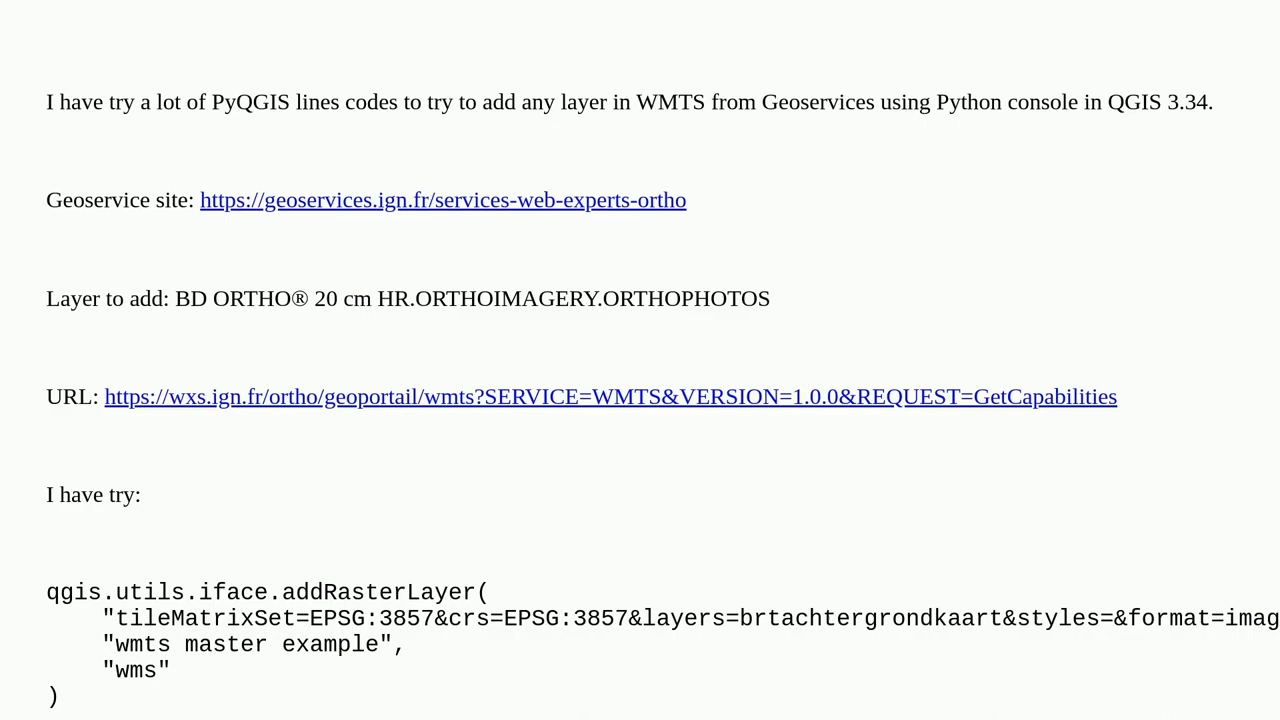 I have try a lot of PyQGIS lines codes to try to add any layer in WMTS from Geoservices using Python console in QGIS 3.34.
Geoservice site: https://geoservices.ign.fr/services-web-experts-ortho
Layer to add: BD ORTHO® 20 cm HR.ORTHOIMAGERY.ORTHOPHOTOS
URL: https://wxs.ign.fr/ortho/geoportail/wmts?SERVICE=WMTS&VERSION=1.0.0&REQUEST=GetCapabilities
I have try:
qgis.utils.iface.addRasterLayer(
    "tileMatrixSet=EPSG:3857&crs=EPSG:3857&layers=brtachtergrondkaart&styles=&format=imag
    "wmts master example",
    "wms"
)